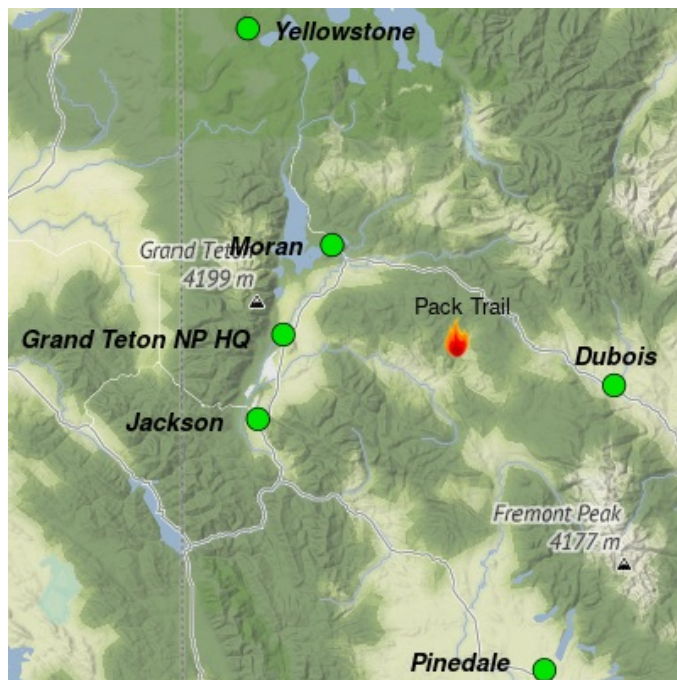 Yellowstone
Grand Teton
4199 m
Moran
Pack Trail
Grand Teton NP HQ
Dubois
Jackson
Fremont Peak
4177 m
Pinedale